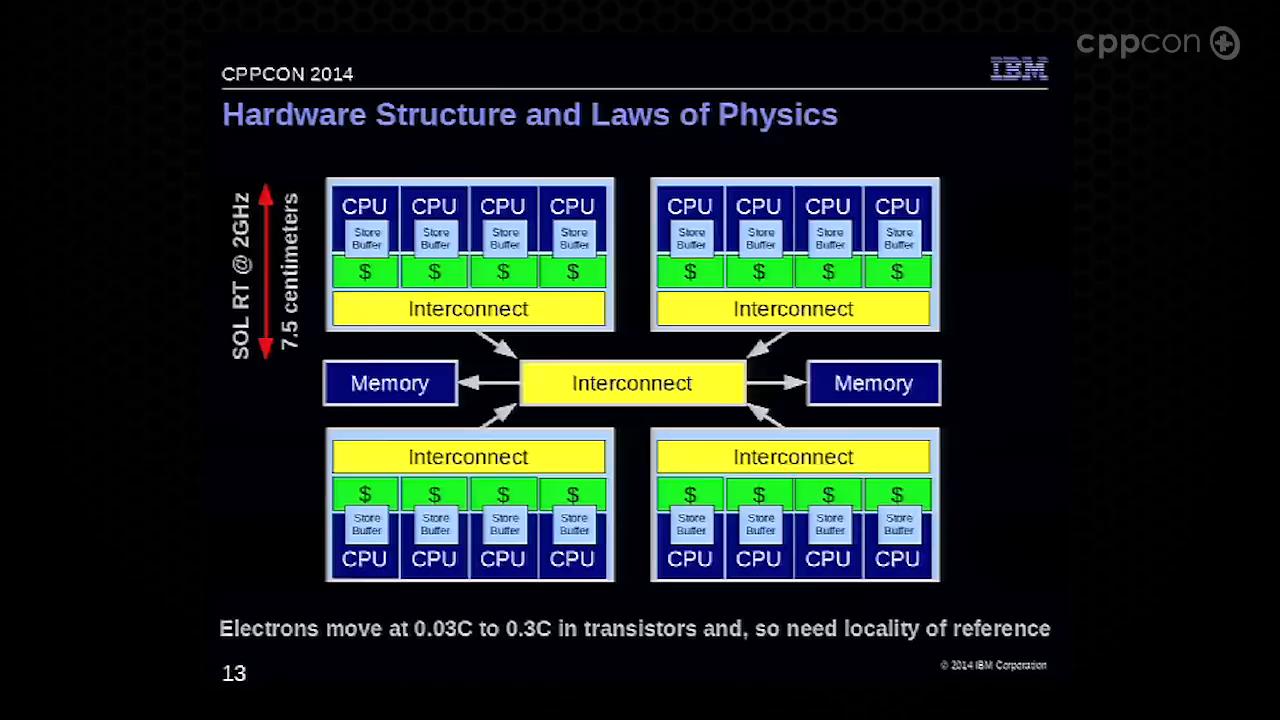 cppcon
CPPCON 2014
IBM
Hardware Structure and Laws of Physics
SOL RT @ 2GHz
7.5 centimeters
CPU CPU CPU CPU
Store Buffer Store Buffer Store Buffer Store Buffer
$ $ $ $
Interconnect
CPU CPU CPU CPU
Store Buffer Store Buffer Store Buffer Store Buffer
$ $ $ $
Interconnect
Memory
Interconnect
Memory
Interconnect
$ $ $ $
Store Buffer Store Buffer Store Buffer Store Buffer
CPU CPU CPU CPU
Interconnect
$ $ $ $
Store Buffer Store Buffer Store Buffer Store Buffer
CPU CPU CPU CPU
Electrons move at 0.03C to 0.3C in transistors and, so need locality of reference
13
© 2014 IBM Corporation